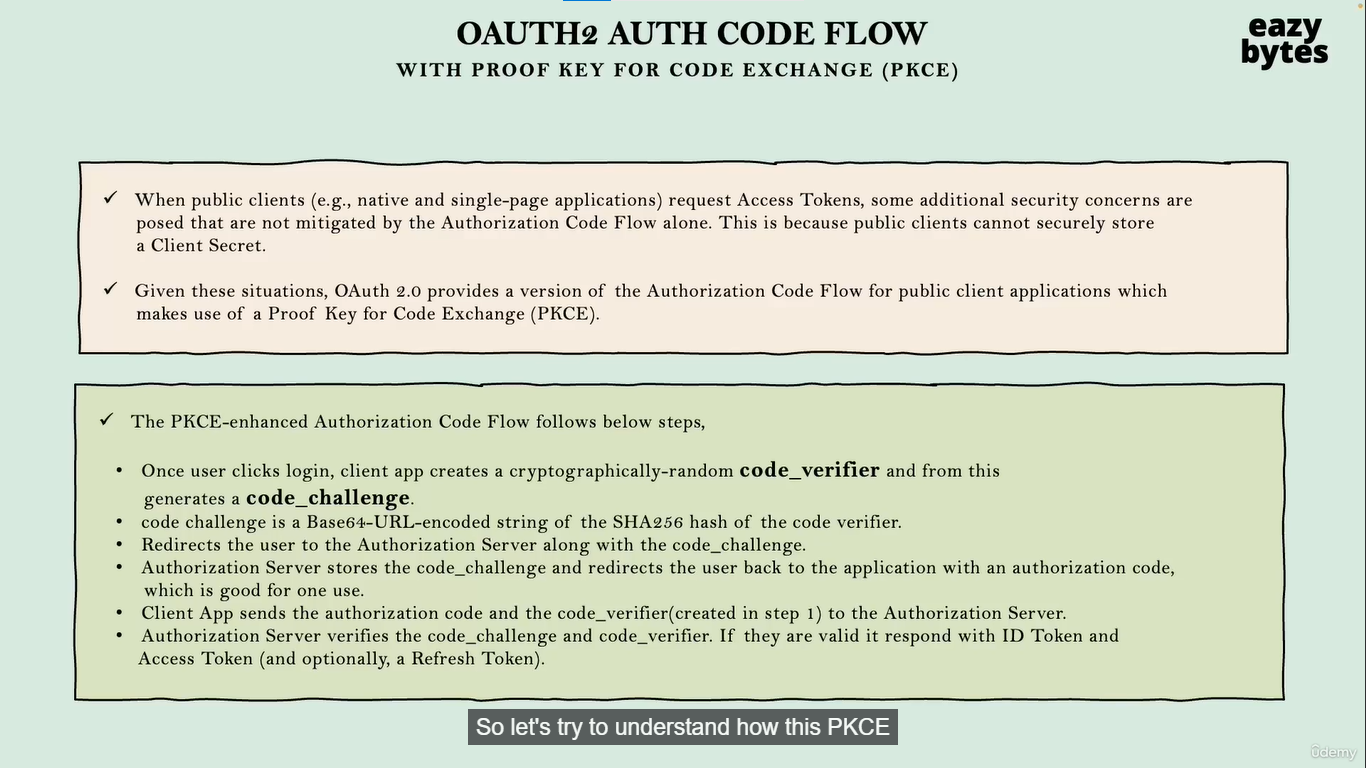 OAUTH2 AUTH CODE FLOW
WITH PROOF KEY FOR CODE EXCHANGE (PKCE)
eazy
bytes
✓ When public clients (e.g., native and single-page applications) request Access Tokens, some additional security concerns are
posed that are not mitigated by the Authorization Code Flow alone. This is because public clients cannot securely store
a Client Secret.
✓ Given these situations, OAuth 2.0 provides a version of the Authorization Code Flow for public client applications which
makes use of a Proof Key for Code Exchange (PKCE).
✓ The PKCE-enhanced Authorization Code Flow follows below steps,
• Once user clicks login, client app creates a cryptographically-random code_verifier and from this
generates a code_challenge.
• code challenge is a Base64-URL-encoded string of the SHA256 hash of the code verifier.
• Redirects the user to the Authorization Server along with the code_challenge.
• Authorization Server stores the code_challenge and redirects the user back to the application with an authorization code,
which is good for one use.
• Client App sends the authorization code and the code_verifier(created in step 1) to the Authorization Server.
• Authorization Server verifies the code_challenge and code_verifier. If they are valid it respond with ID Token and
Access Token (and optionally, a Refresh Token).
So let's try to understand how this PKCE
ûdemy